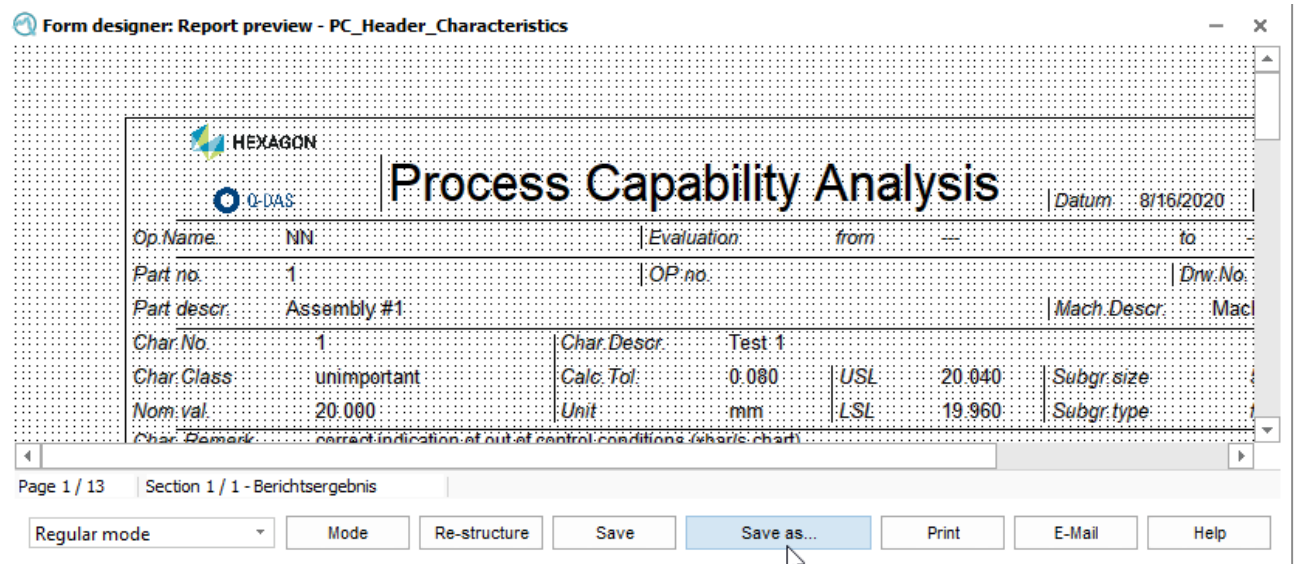 Form designer: Report preview - PC_Header_Characteristics
HEXAGON
Process Capability Analysis
Q-DAS Datum 8/16/2020
Op.Name. NN Evaluation from --- to
Part no. 1 OP.no. Drw.No.
Part descr. Assembly #1 Mach.Descr.
Char.No. 1 Char.Descr. Test 1
Char.Class unimportant Calc.Tol. 0.080 USL 20.040 Subgr.size
Nom.val. 20.000 Unit mm LSL 19.960 Subgr.type
Char.Remark correct indication of out of control conditions (xbar/s chart)
Page 1 / 13 Section 1 / 1 - Berichtsergebnis
Regular mode Mode Re-structure Save Save as... Print E-Mail Help